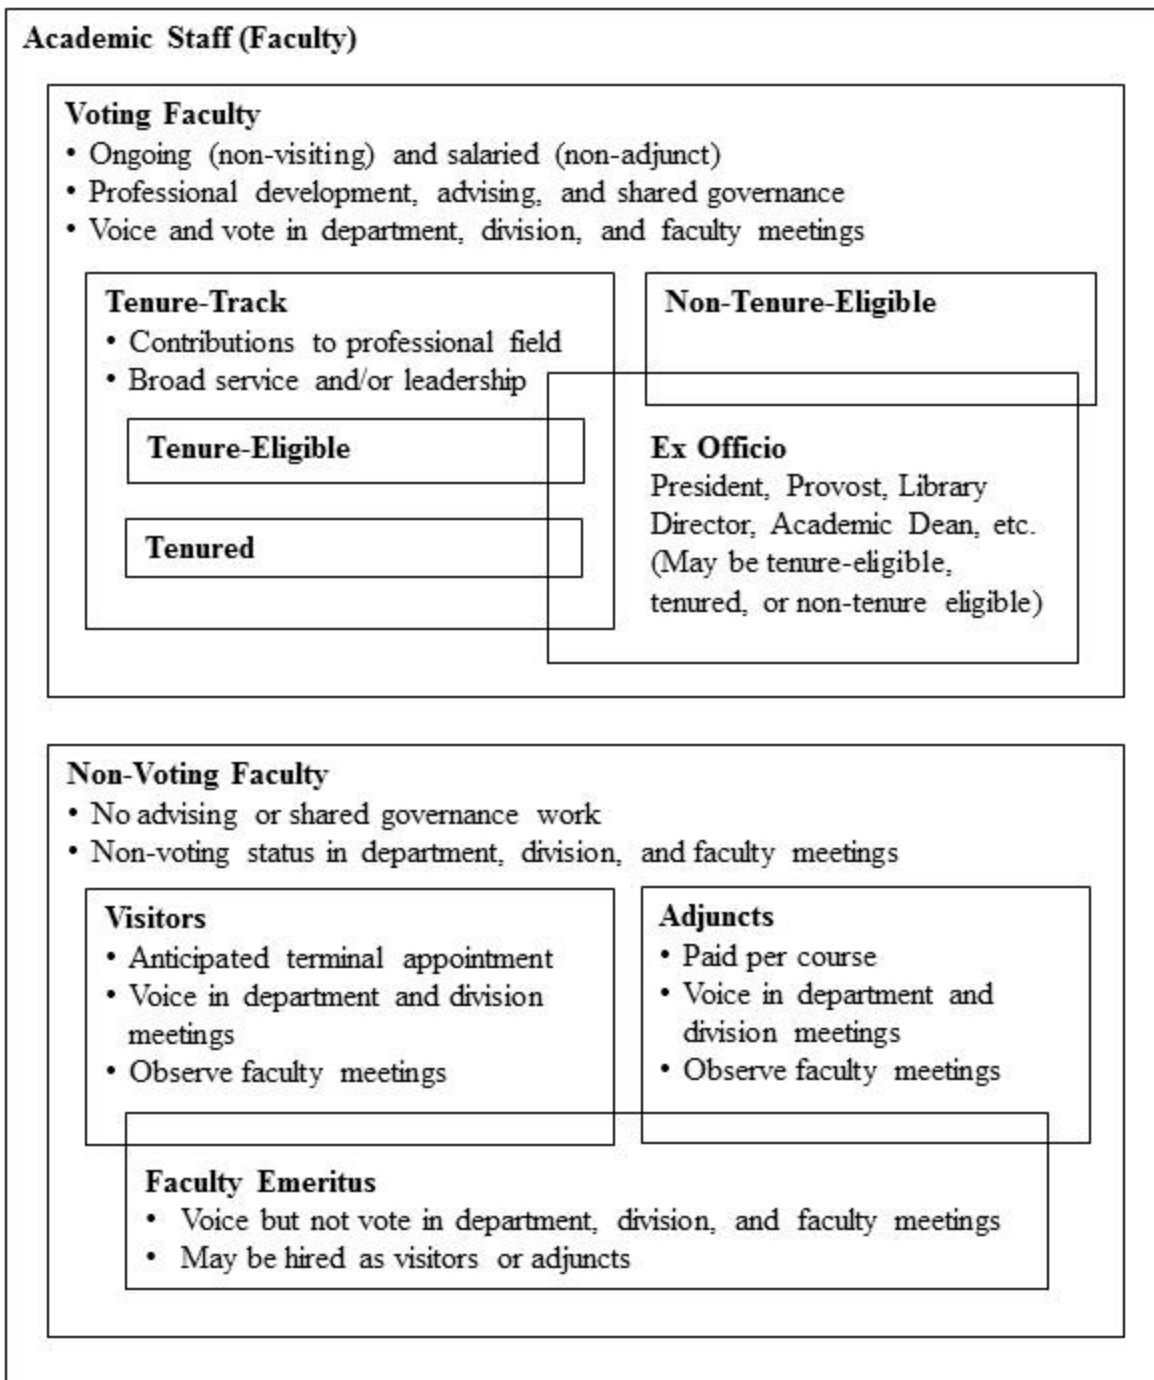 Academic Staff (Faculty)
Voting Faculty
• Ongoing (non-visiting) and salaried (non-adjunct)
• Professional development, advising, and shared governance
• Voice and vote in department, division, and faculty meetings
Tenure-Track
• Contributions to professional field
• Broad service and/or leadership
Tenure-Eligible
Tenured
Non-Tenure-Eligible
Ex Officio
President, Provost, Library
Director, Academic Dean, etc.
(May be tenure-eligible,
tenured, or non-tenure eligible)
Non-Voting Faculty
• No advising or shared governance work
• Non-voting status in department, division, and faculty meetings
Visitors
• Anticipated terminal appointment
• Voice in department and division
meetings
• Observe faculty meetings
Adjuncts
• Paid per course
• Voice in department and
division meetings
• Observe faculty meetings
Faculty Emeritus
• Voice but not vote in department, division, and faculty meetings
• May be hired as visitors or adjuncts